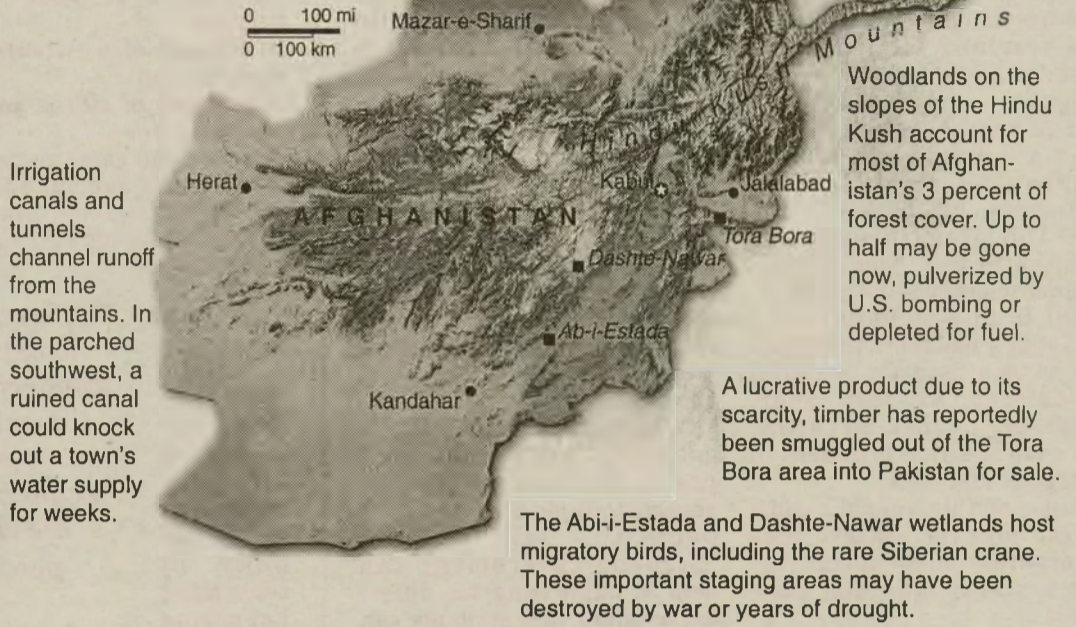 0 100 mi
0 100 km
Mazar-e-Sharif
Mountains
Hindu Kush
Herat
AFGHANISTAN
Kabul
Jalalabad
Tora Bora
Dashte-Nawar
Ab-i-Estada
Kandahar
Irrigation
canals and
tunnels
channel runoff
from the
mountains. In
the parched
southwest, a
ruined canal
could knock
out a town's
water supply
for weeks.
Woodlands on the
slopes of the Hindu
Kush account for
most of Afghan-
istan's 3 percent of
forest cover. Up to
half may be gone
now, pulverized by
U.S. bombing or
depleted for fuel.
A lucrative product due to its
scarcity, timber has reportedly
been smuggled out of the Tora
Bora area into Pakistan for sale.
The Abi-i-Estada and Dashte-Nawar wetlands host
migratory birds, including the rare Siberian crane.
These important staging areas may have been
destroyed by war or years of drought.